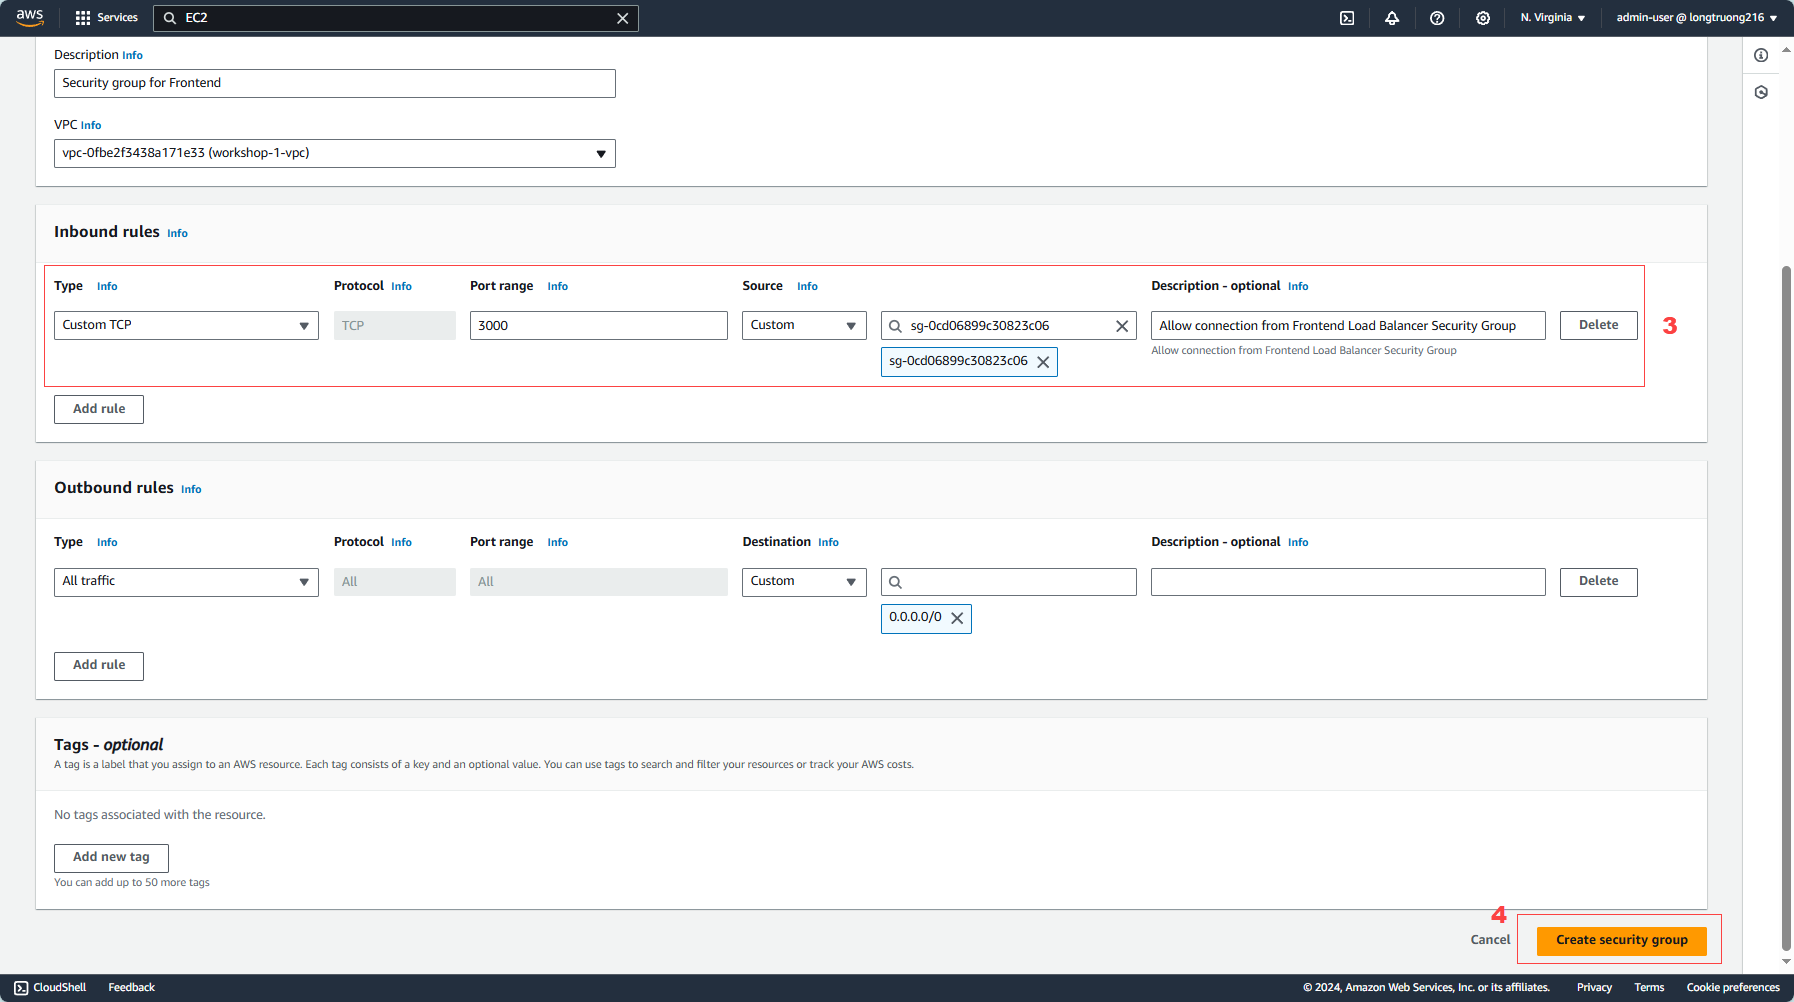 aws Services EC2 N. Virginia admin-user @ longtruong216
Description Info
Security group for Frontend
VPC Info
vpc-0fbe2f3438a171e33 (workshop-1-vpc)
Inbound rules Info
Type Info Protocol Info Port range Info Source Info Description - optional Info
Custom TCP TCP 3000 Custom sg-0cd06899c30823c06 Allow connection from Frontend Load Balancer Security Group Delete 3
Allow connection from Frontend Load Balancer Security Group
sg-0cd06899c30823c06
Add rule
Outbound rules Info
Type Info Protocol Info Port range Info Destination Info Description - optional Info
All traffic All All Custom Delete
0.0.0.0/0
Add rule
Tags - optional
A tag is a label that you assign to an AWS resource. Each tag consists of a key and an optional value. You can use tags to search and filter your resources or track your AWS costs.
No tags associated with the resource.
Add new tag
You can add up to 50 more tags
4
Cancel Create security group
CloudShell Feedback © 2024, Amazon Web Services, Inc. or its affiliates. Privacy Terms Cookie preferences